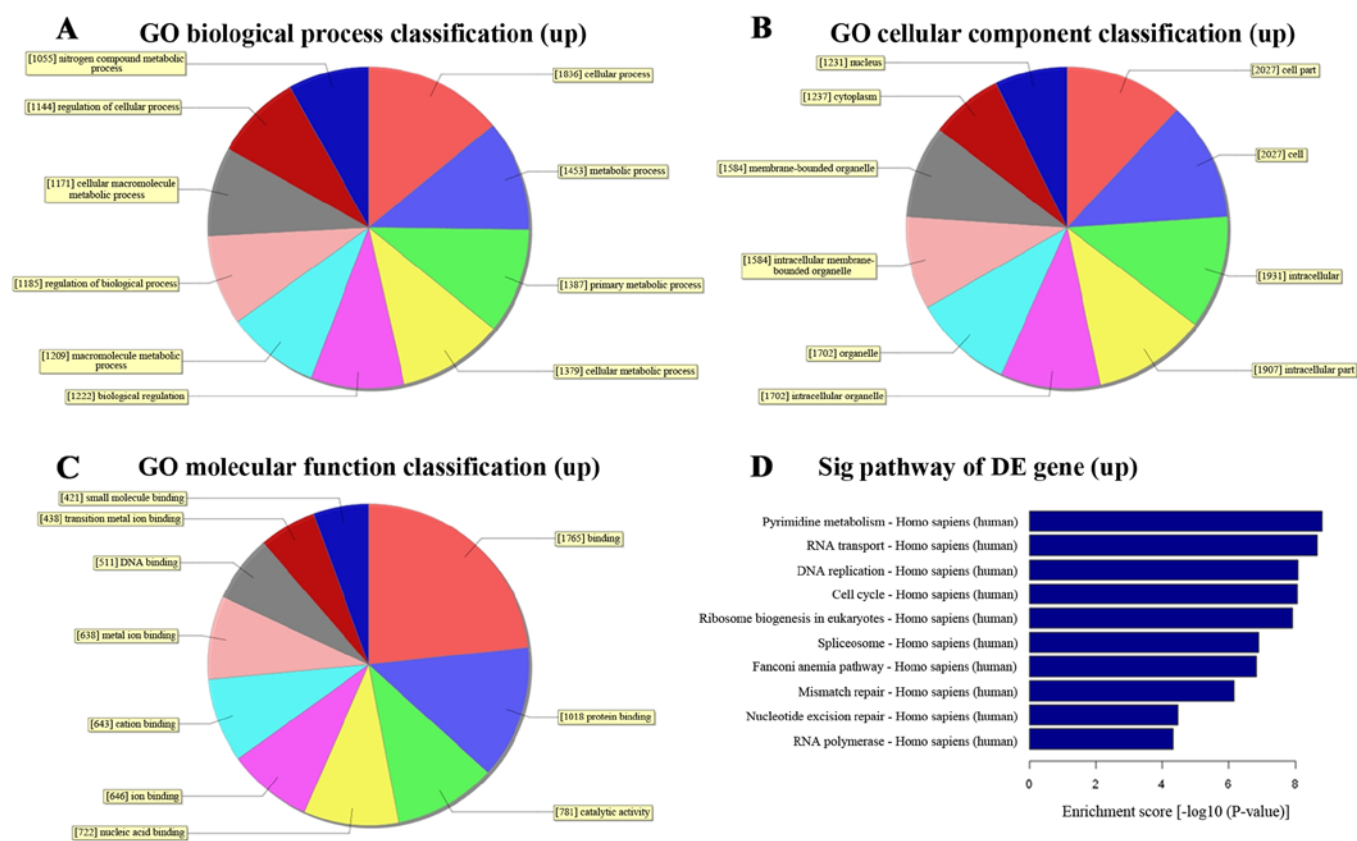 A
GO biological process classification (up)
[1055] nitrogen compound metabolic
process
[1836] cellular process
[1144] regulation of cellular process
[1453] metabolic process
[1171] cellular macromolecule
metabolic process
[1185] regulation of biological process
[1387] primary metabolic process
[1209] macromolecule metabolic
process
[1379] cellular metabolic process
[1222] biological regulation
B
GO cellular component classification (up)
[1231] nucleus
[2027] cell part
[1237] cytoplasm
[2027] cell
[1584] membrane-bounded organelle
[1584] intracellular membrane-
bounded organelle
[1931] intracellular
[1702] organelle
[1907] intracellular part
[1702] intracellular organelle
C
GO molecular function classification (up)
[421] small molecule binding
[438] transition metal ion binding
[1765] binding
[511] DNA binding
[638] metal ion binding
[643] cation binding
[1018 protein binding
[646] ion binding
[781] catalytic activity
[722] nucleic acid binding
D
Sig pathway of DE gene (up)
Pyrimidine metabolism - Homo sapiens (human)
RNA transport - Homo sapiens (human)
DNA replication - Homo sapiens (human)
Cell cycle - Homo sapiens (human)
Ribosome biogenesis in eukaryotes - Homo sapiens (human)
Spliceosome - Homo sapiens (human)
Fanconi anemia pathway - Homo sapiens (human)
Mismatch repair - Homo sapiens (human)
Nucleotide excision repair - Homo sapiens (human)
RNA polymerase - Homo sapiens (human)
0 2 4 6 8
Enrichment score [-log10 (P-value)]